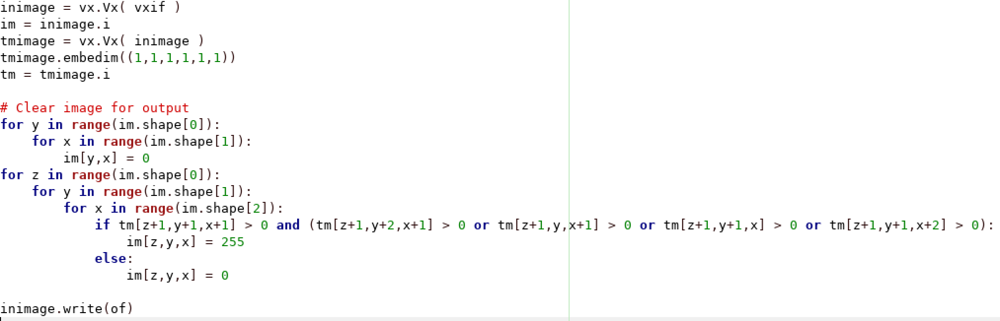 inimage = vx.Vx( vxif )
im = inimage.i
tmimage = vx.Vx( inimage )
tmimage.embedim((1,1,1,1,1,1))
tm = tmimage.i

# Clear image for output
for y in range(im.shape[0]):
    for x in range(im.shape[1]):
        im[y,x] = 0
for z in range(im.shape[0]):
    for y in range(im.shape[1]):
        for x in range(im.shape[2]):
            if tm[z+1,y+1,x+1] > 0 and (tm[z+1,y+2,x+1] > 0 or tm[z+1,y,x+1] > 0 or tm[z+1,y+1,x] > 0 or tm[z+1,y+1,x+2] > 0):
                im[z,y,x] = 255
            else:
                im[z,y,x] = 0

inimage.write(of)